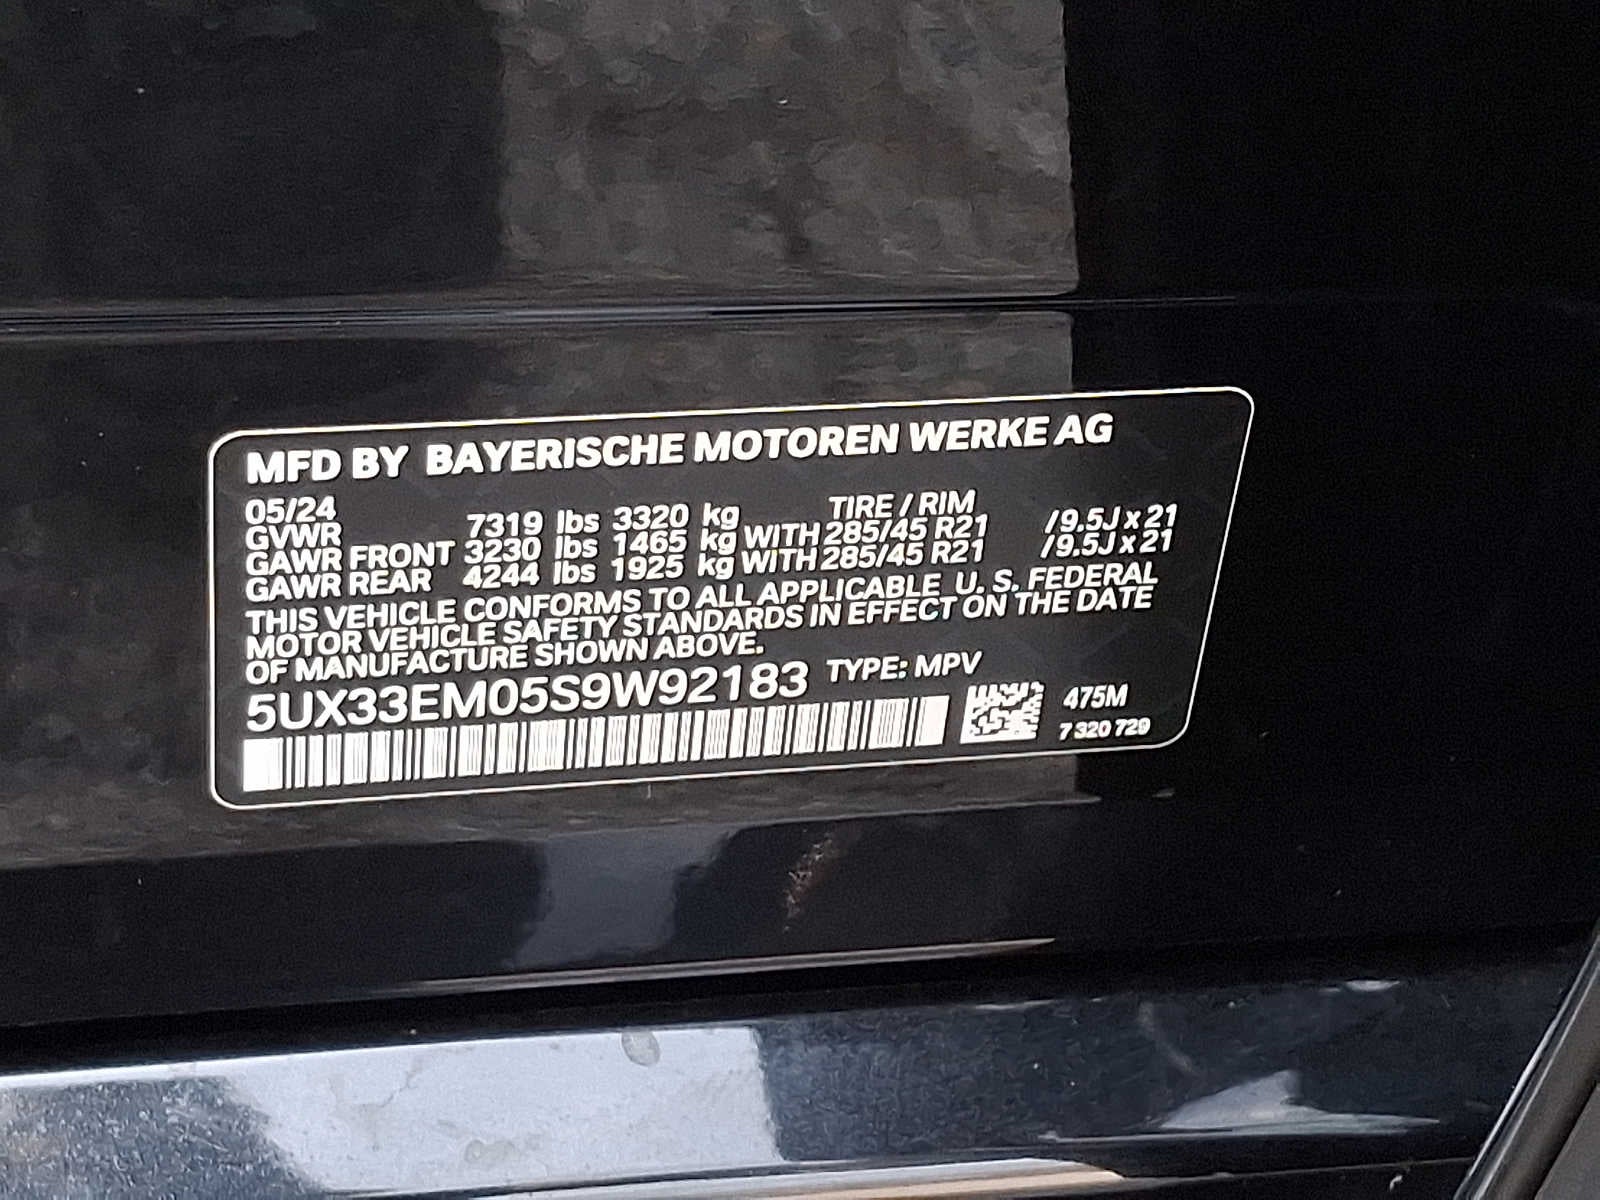 MFD BY BAYERISCHE MOTOREN WERKE AG
05/24 TIRE / RIM
GVWR 7319 lbs 3320 kg
GAWR FRONT 3230 lbs 1465 kg WITH 285/45 R21 / 9.5J x 21
GAWR REAR 4244 lbs 1925 kg WITH 285/45 R21 / 9.5J x 21
THIS VEHICLE CONFORMS TO ALL APPLICABLE U. S. FEDERAL
MOTOR VEHICLE SAFETY STANDARDS IN EFFECT ON THE DATE
OF MANUFACTURE SHOWN ABOVE.
5UX33EM05S9W92183 TYPE: MPV
475M
7 320 729